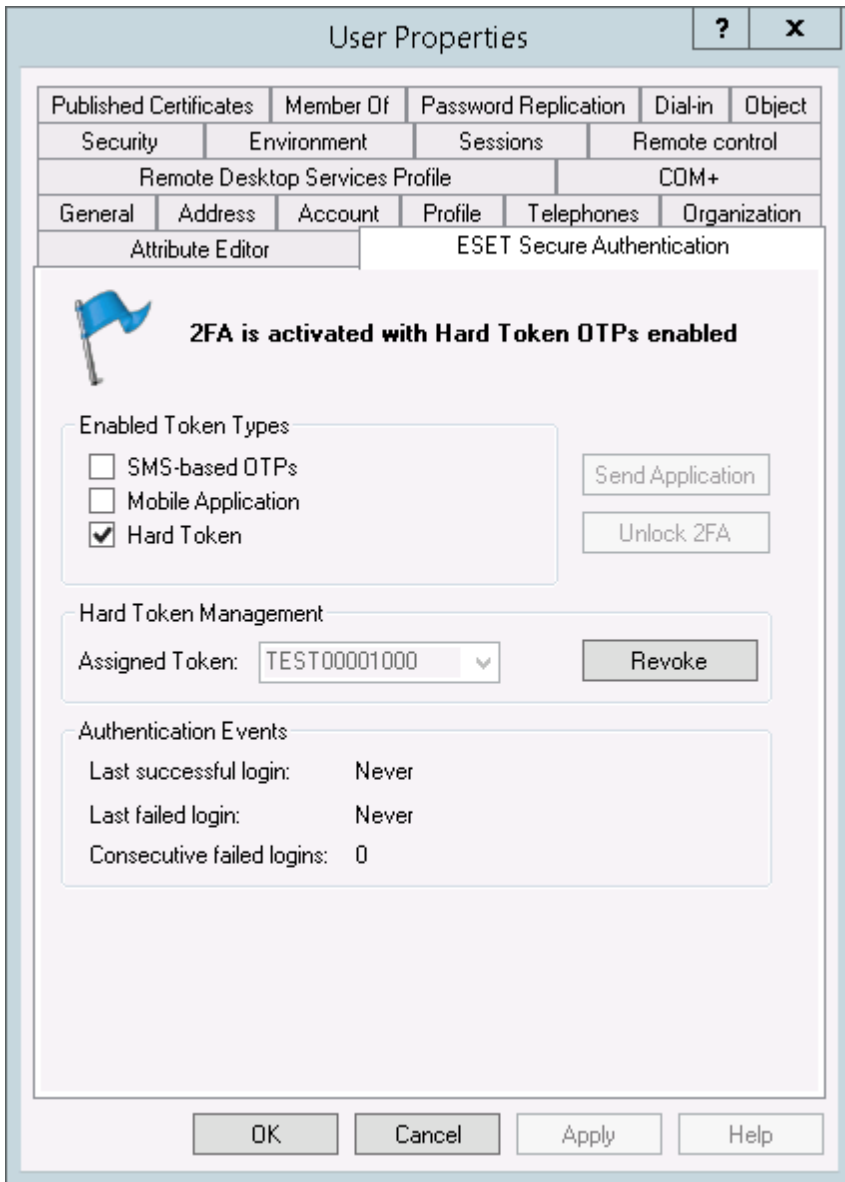 User Properties
? x
Published Certificates Member Of Password Replication Dial-in Object
Security Environment Sessions Remote control
Remote Desktop Services Profile COM+
General Address Account Profile Telephones Organization
Attribute Editor ESET Secure Authentication
2FA is activated with Hard Token OTPs enabled
Enabled Token Types
SMS-based OTPs
Send Application
Mobile Application
Hard Token
Unlock 2FA
Hard Token Management
Assigned Token: TEST00001000 Revoke
Authentication Events
Last successful login: Never
Last failed login: Never
Consecutive failed logins: 0
OK Cancel Apply Help